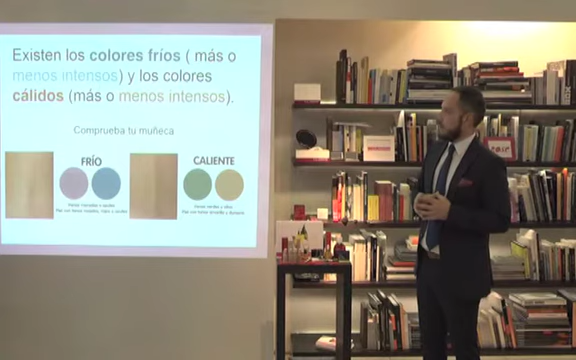 Existen los colores fríos ( más o
menos intensos) y los colores
cálidos (más o menos intensos).
Comprueba tu muñeca
FRÍO
CALIENTE